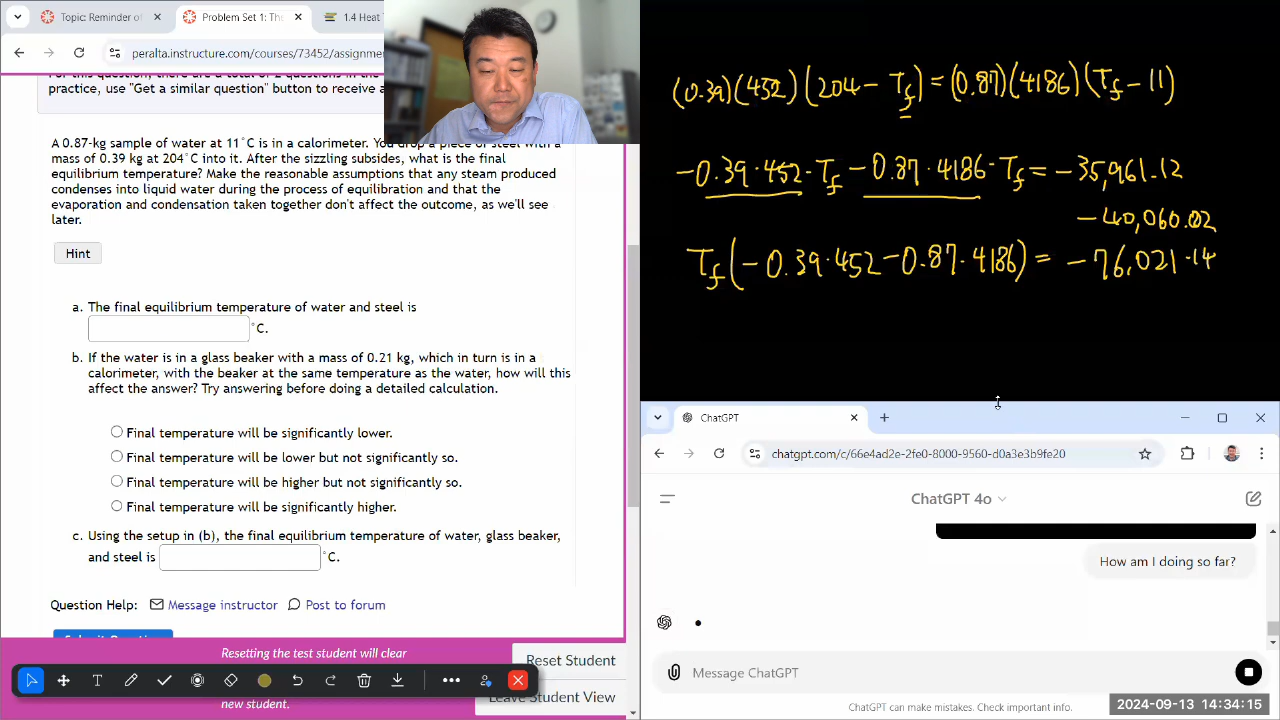 Topic Reminder of
Problem Set 1: The
1.4 Heat T
peralta.instructure.com/courses/73452/assignme
practice, use "Get a similar question" button to receive a
A 0.87-kg sample of water at 11°C is in a calorimeter. You drop a piece of steel with a
mass of 0.39 kg at 204°C into it. After the sizzling subsides, what is the final
equilibrium temperature? Make the reasonable assumptions that any steam produced
condenses into liquid water during the process of equilibration and that the
evaporation and condensation taken together don't affect the outcome, as we'll see
later.
Hint
a. The final equilibrium temperature of water and steel is
°C.
b. If the water is in a glass beaker with a mass of 0.21 kg, which in turn is in a
calorimeter, with the beaker at the same temperature as the water, how will this
affect the answer? Try answering before doing a detailed calculation.
Final temperature will be significantly lower.
Final temperature will be lower but not significantly so.
Final temperature will be higher but not significantly so.
Final temperature will be significantly higher.
c. Using the setup in (b), the final equilibrium temperature of water, glass beaker,
and steel is °C.
Question Help: Message instructor Post to forum
Resetting the test student will clear
new student.
Reset Student
Leave Student View
(0.39)(452)(204 - Tf) = (0.87)(4186)(Tf - 11)
-0.39·452·Tf - 0.87·4186·Tf = -35,961.12
-40,060.02
Tf(-0.39·452 - 0.87·4186) = -76,021.14
ChatGPT
chatgpt.com/c/66e4ad2e-2fe0-8000-9560-d0a3e3b9fe20
ChatGPT 4o
How am I doing so far?
Message ChatGPT
ChatGPT can make mistakes. Check important info.
2024-09-13 14:34:15